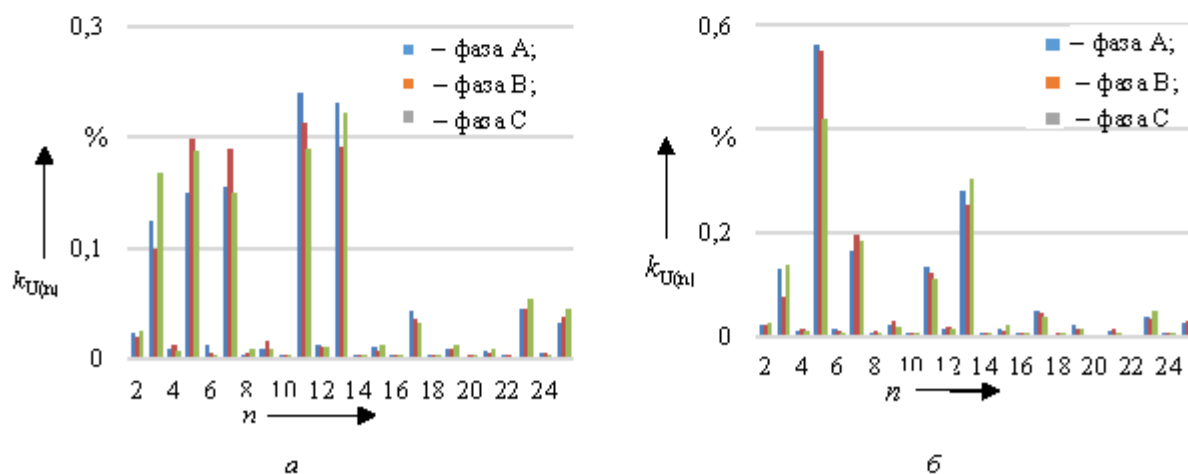 0,3
– фаза A;
– фаза B;
%
– фаза C
0,1
kU(n)
0
2 4 6 8 10 12 14 16 18 20 22 24
n
а
0,6
– фаза A;
– фаза B;
%
– фаза C
0,2
kU(n)
0
2 4 6 8 10 12 14 16 18 20 22 24
n
б